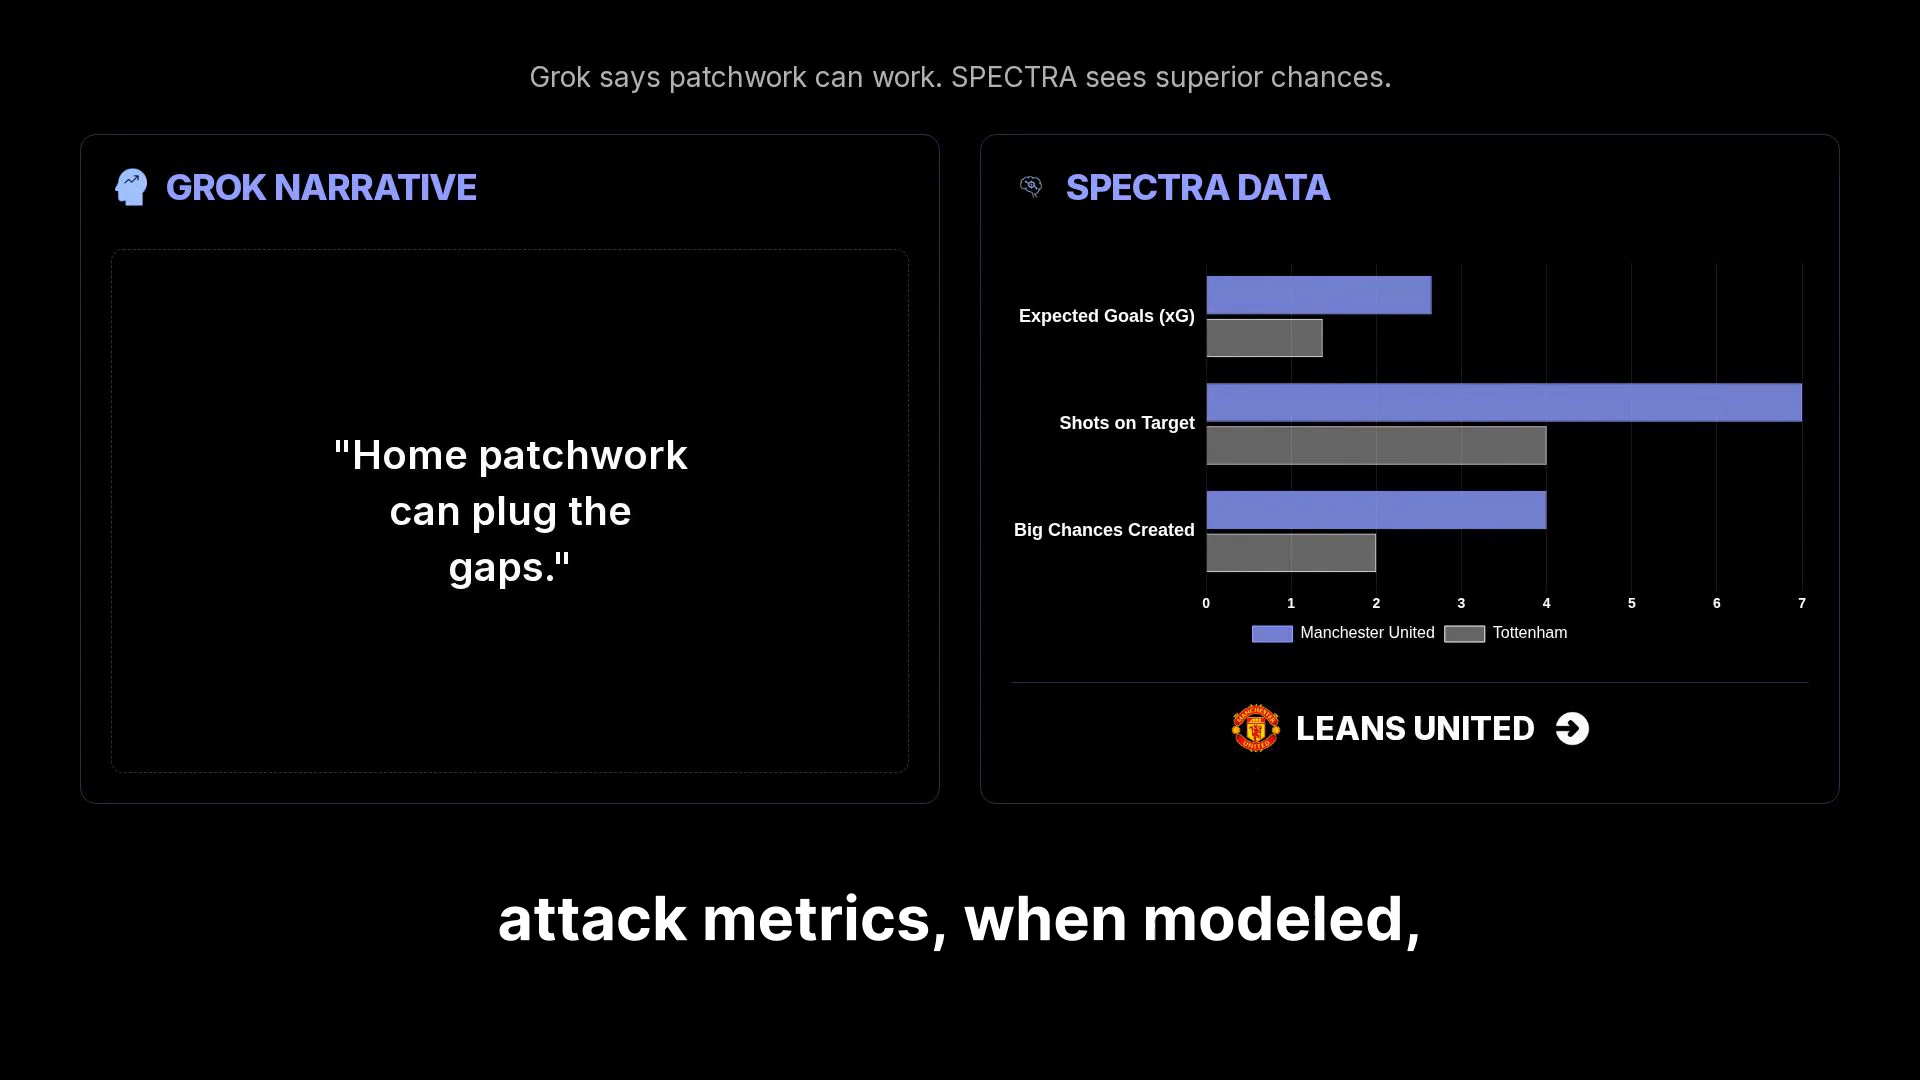 Grok says patchwork can work. SPECTRA sees superior chances.
GROK NARRATIVE
"Home patchwork
can plug the
gaps."
SPECTRA DATA
Expected Goals (xG)
Shots on Target
Big Chances Created
0 1 2 3 4 5 6 7
Manchester United Tottenham
MANCHESTER
UNITED
LEANS UNITED
attack metrics, when modeled,